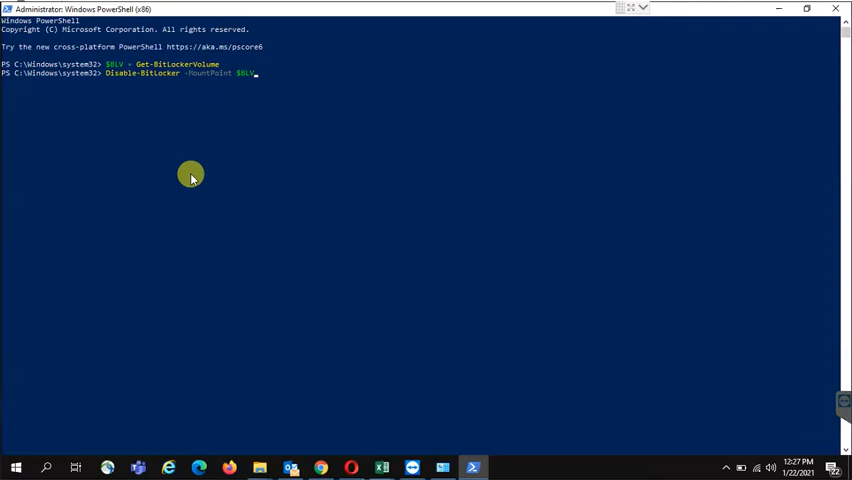 Administrator: Windows PowerShell (x86)
Windows PowerShell
Copyright (C) Microsoft Corporation. All rights reserved.
Try the new cross-platform PowerShell https://aka.ms/pscore6
PS C:\Windows\system32> $BLV = Get-BitLockerVolume
PS C:\Windows\system32> Disable-BitLocker -MountPoint $BLV
12:27 PM
1/22/2021
22